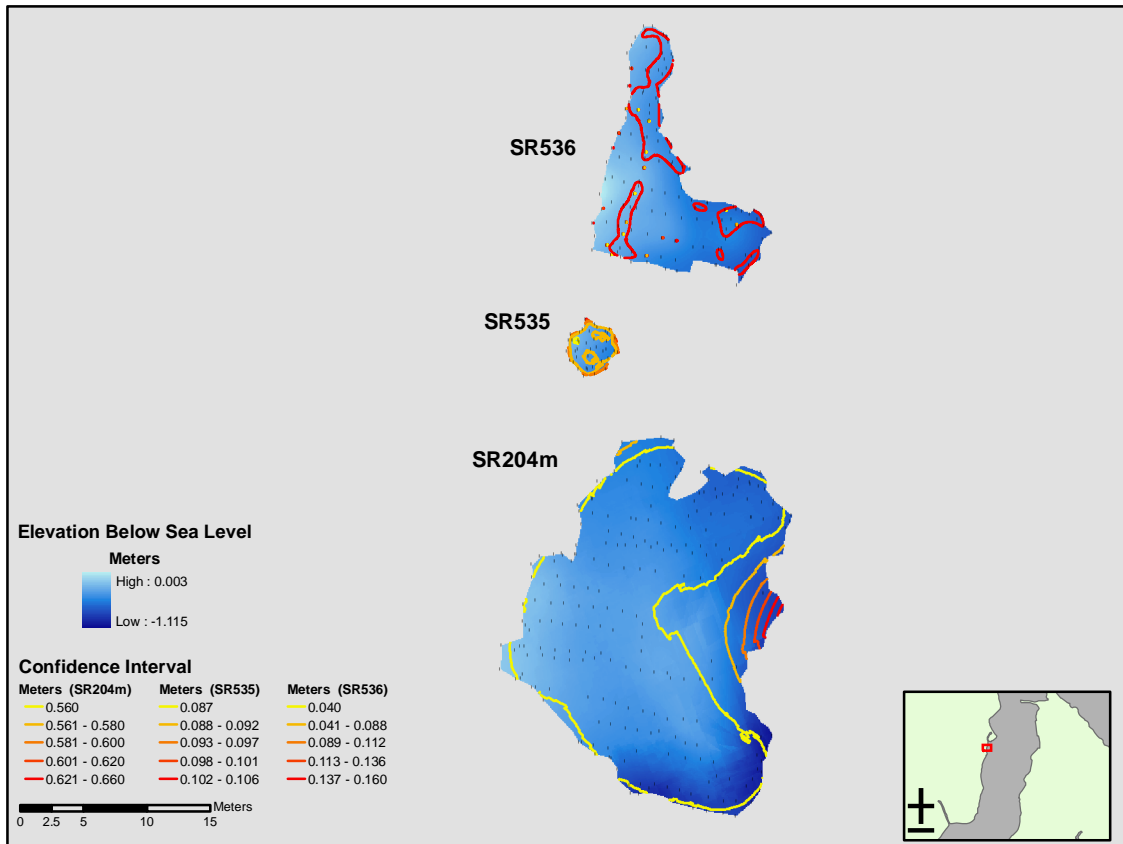 SR536
SR535
SR204m
Elevation Below Sea Level
Meters
High : 0.003
Low : -1.115
Confidence Interval
Meters (SR204m) Meters (SR535) Meters (SR536)
0.560 0.087 0.040
0.561 - 0.580 0.088 - 0.092 0.041 - 0.088
0.581 - 0.600 0.093 - 0.097 0.089 - 0.112
0.601 - 0.620 0.098 - 0.101 0.113 - 0.136
0.621 - 0.660 0.102 - 0.106 0.137 - 0.160
Meters
0 2.5 5 10 15